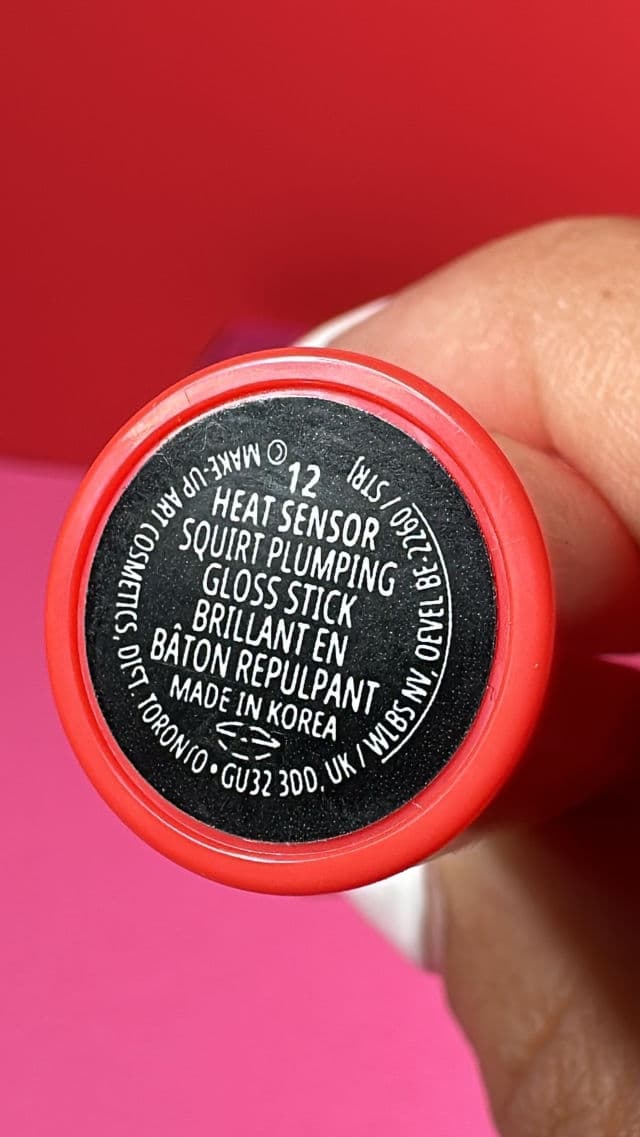 12
HEAT SENSOR
SQUIRT PLUMPING
GLOSS STICK
BRILLANT EN
BÂTON REPULPANT
MADE IN KOREA
© MAKE-UP ART COSMETICS, DIST. TORONTO • GU32 3DD, UK / WLBS NV, OEVEL BE-2260 / STRJ